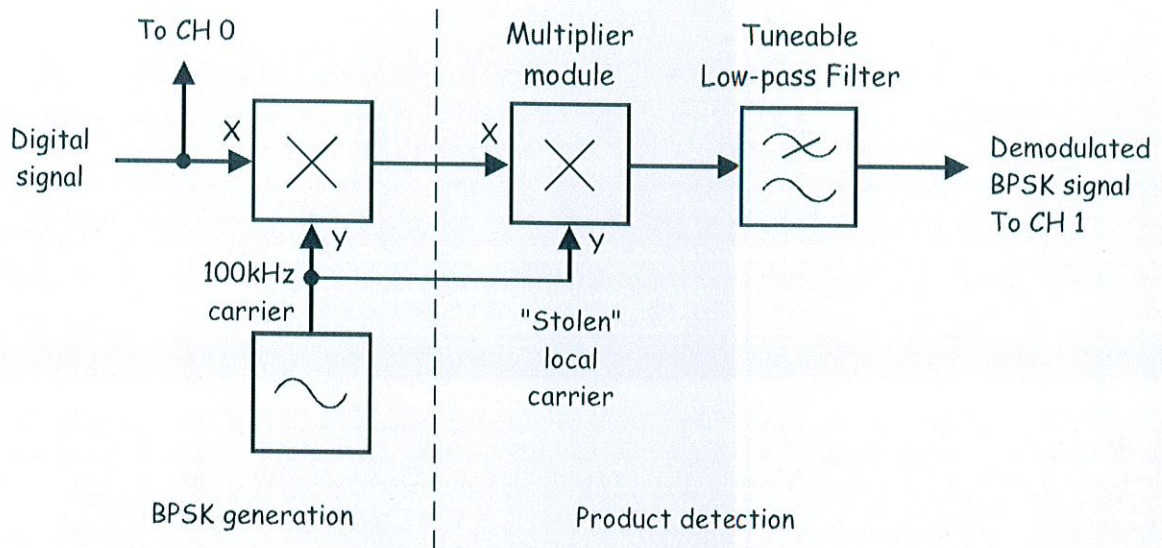 To CH 0
Multiplier
module
Tuneable
Low-pass Filter
Digital
signal
X
Y
100kHz
carrier
X
Y
"Stolen"
local
carrier
Demodulated
BPSK signal
To CH 1
BPSK generation
Product detection